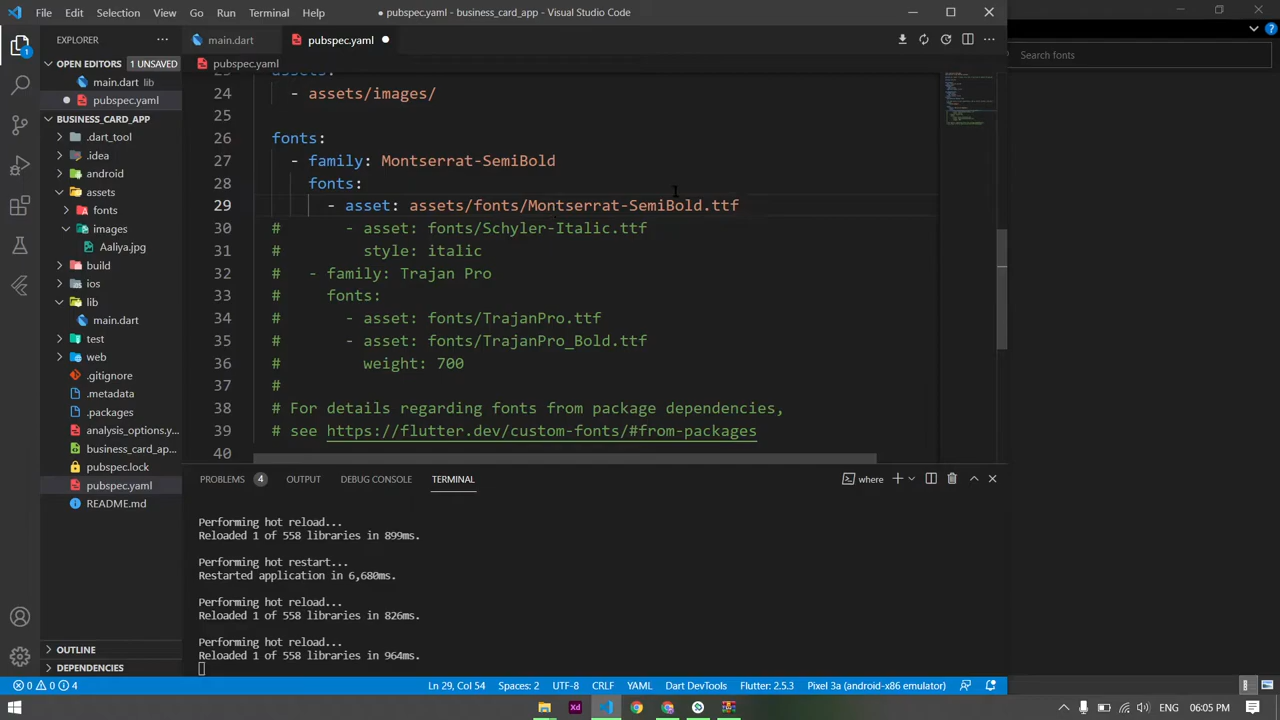 File Edit Selection View Go Run Terminal Help
● pubspec.yaml - business_card_app - Visual Studio Code
?
EXPLORER
main.dart
pubspec.yaml ●
Search fonts
OPEN EDITORS 1 UNSAVED
main.dart lib
● pubspec.yaml
BUSINESS_CARD_APP
.dart_tool
.idea
android
assets
fonts
images
Aaliya.jpg
build
ios
lib
main.dart
test
web
.gitignore
.metadata
.packages
analysis_options.y...
business_card_ap...
pubspec.lock
pubspec.yaml
README.md
OUTLINE
DEPENDENCIES
1
pubspec.yaml
23 assets:
24 - assets/images/
25
26 fonts:
27 - family: Montserrat-SemiBold
28 fonts:
29 - asset: assets/fonts/Montserrat-SemiBold.ttf
30 # - asset: fonts/Schyler-Italic.ttf
31 # style: italic
32 # - family: Trajan Pro
33 # fonts:
34 # - asset: fonts/TrajanPro.ttf
35 # - asset: fonts/TrajanPro_Bold.ttf
36 # weight: 700
37 #
38 # For details regarding fonts from package dependencies,
39 # see https://flutter.dev/custom-fonts/#from-packages
40
PROBLEMS 4 OUTPUT DEBUG CONSOLE TERMINAL
where
Performing hot reload...
Reloaded 1 of 558 libraries in 899ms.
Performing hot restart...
Restarted application in 6,680ms.
Performing hot reload...
Reloaded 1 of 558 libraries in 826ms.
Performing hot reload...
Reloaded 1 of 558 libraries in 964ms.
0 0 4
Ln 29, Col 54 Spaces: 2 UTF-8 CRLF YAML Dart DevTools Flutter: 2.5.3 Pixel 3a (android-x86 emulator)
Xd
ENG 06:05 PM